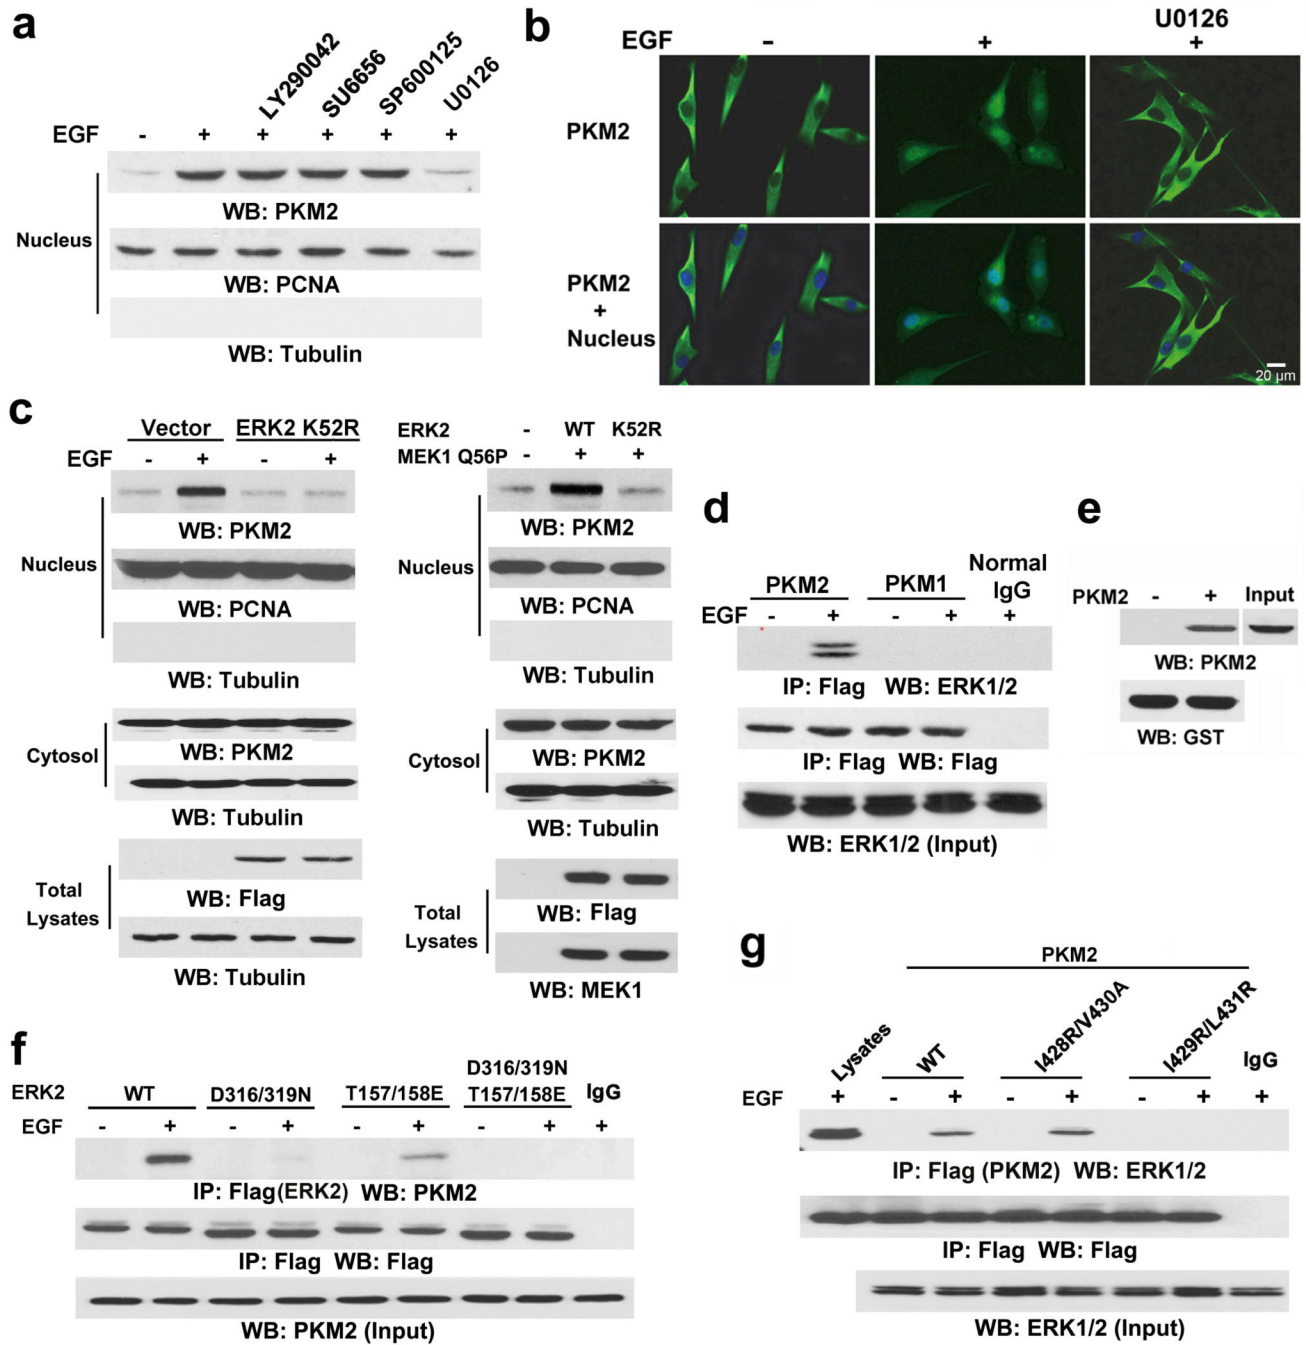 a
LY290042
SU6656
SP600125
U0126
EGF - + + + + +
WB: PKM2
Nucleus
WB: PCNA
WB: Tubulin
b
U0126
EGF - + +
PKM2
PKM2
+
Nucleus
20 µm
c
Vector ERK2 K52R
EGF - + - +
WB: PKM2
Nucleus
WB: PCNA
WB: Tubulin
WB: PKM2
Cytosol
WB: Tubulin
WB: Flag
Total
Lysates
WB: Tubulin
ERK2 - WT K52R
MEK1 Q56P - + +
WB: PKM2
Nucleus
WB: PCNA
WB: Tubulin
WB: PKM2
Cytosol
WB: Tubulin
WB: Flag
Total
Lysates
WB: MEK1
d
PKM2 PKM1 Normal
IgG
EGF - + - + +
IP: Flag WB: ERK1/2
IP: Flag WB: Flag
WB: ERK1/2 (Input)
e
PKM2 - + Input
WB: PKM2
WB: GST
f
ERK2 WT D316/319N T157/158E D316/319N
T157/158E IgG
EGF - + - + - + - + +
IP: Flag(ERK2) WB: PKM2
IP: Flag WB: Flag
WB: PKM2 (Input)
g
PKM2
Lysates WT I428R/V430A I429R/L431R IgG
EGF + - + - + - + +
IP: Flag (PKM2) WB: ERK1/2
IP: Flag WB: Flag
WB: ERK1/2 (Input)